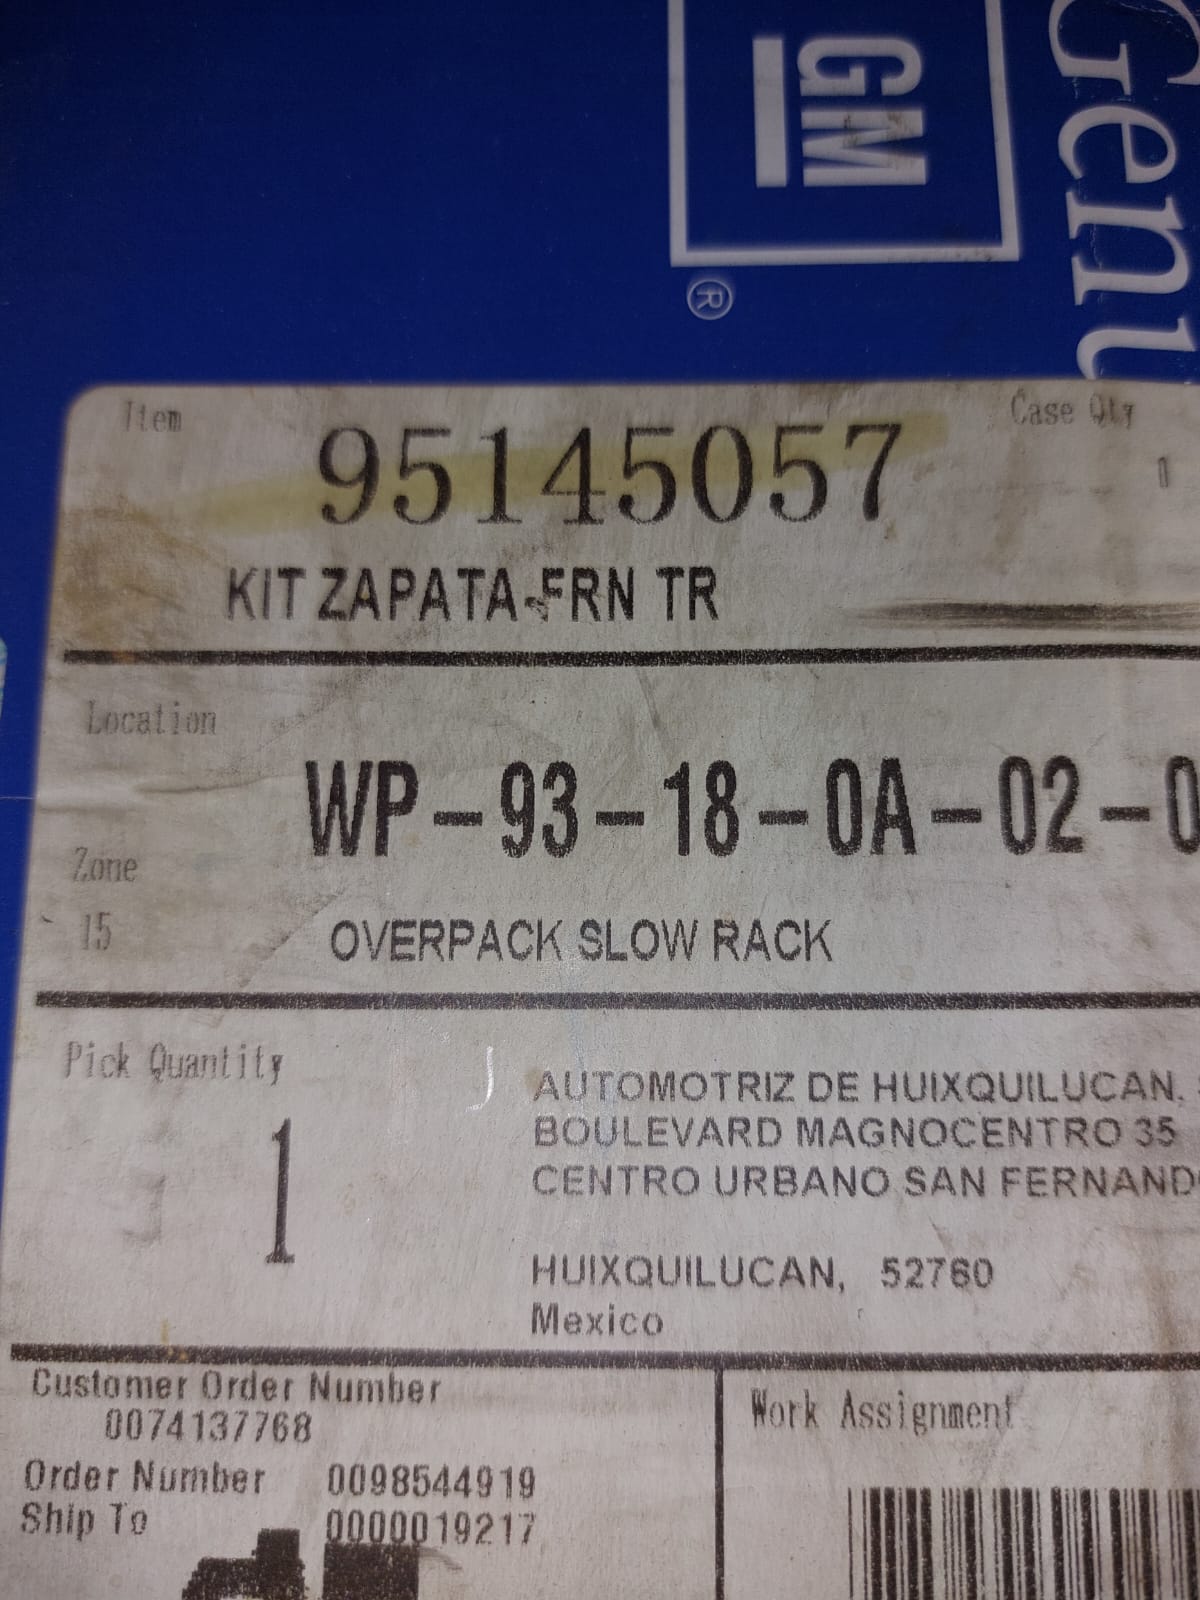 GM
®
Genu
Item
Case Qty
95145057
1
KIT ZAPATA-FRN TR
Location
WP-93-18-0A-02-0
Zone
15
OVERPACK SLOW RACK
Pick Quantity
1
AUTOMOTRIZ DE HUIXQUILUCAN.
BOULEVARD MAGNOCENTRO 35
CENTRO URBANO SAN FERNANDO
HUIXQUILUCAN, 52760
Mexico
Customer Order Number
0074137768
Order Number 0098544919
Ship To 0000019217
Work Assignment